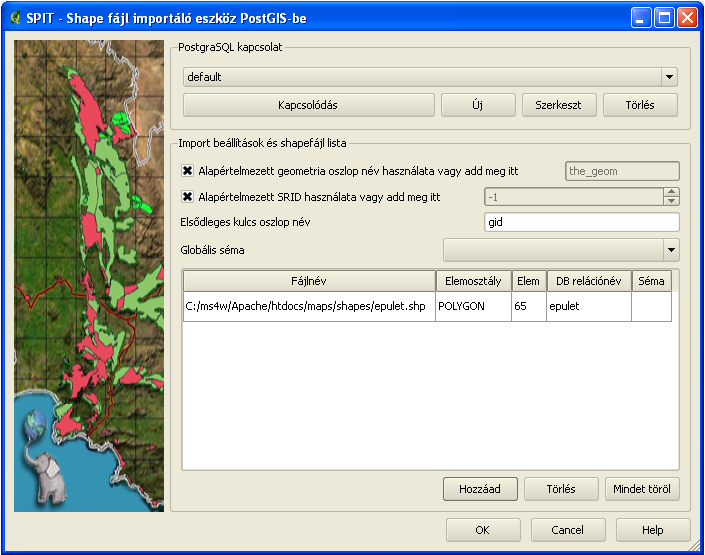 SPIT - Shape fájl importáló eszköz PostGIS-be
PostgraSQL kapcsolat
default
Kapcsolódás Új Szerkeszt Törlés
Import beállítások és shapefájl lista
Alapértelmezett geometria oszlop név használata vagy add meg itt the_geom
Alapértelmezett SRID használata vagy add meg itt -1
Elsődleges kulcs oszlop név gid
Globális séma
Fájlnév Elemosztály Elem DB relációnév Séma
C:/ms4w/Apache/htdocs/maps/shapes/epulet.shp POLYGON 65 epulet
Hozzáad Törlés Mindet töröl
OK Cancel Help